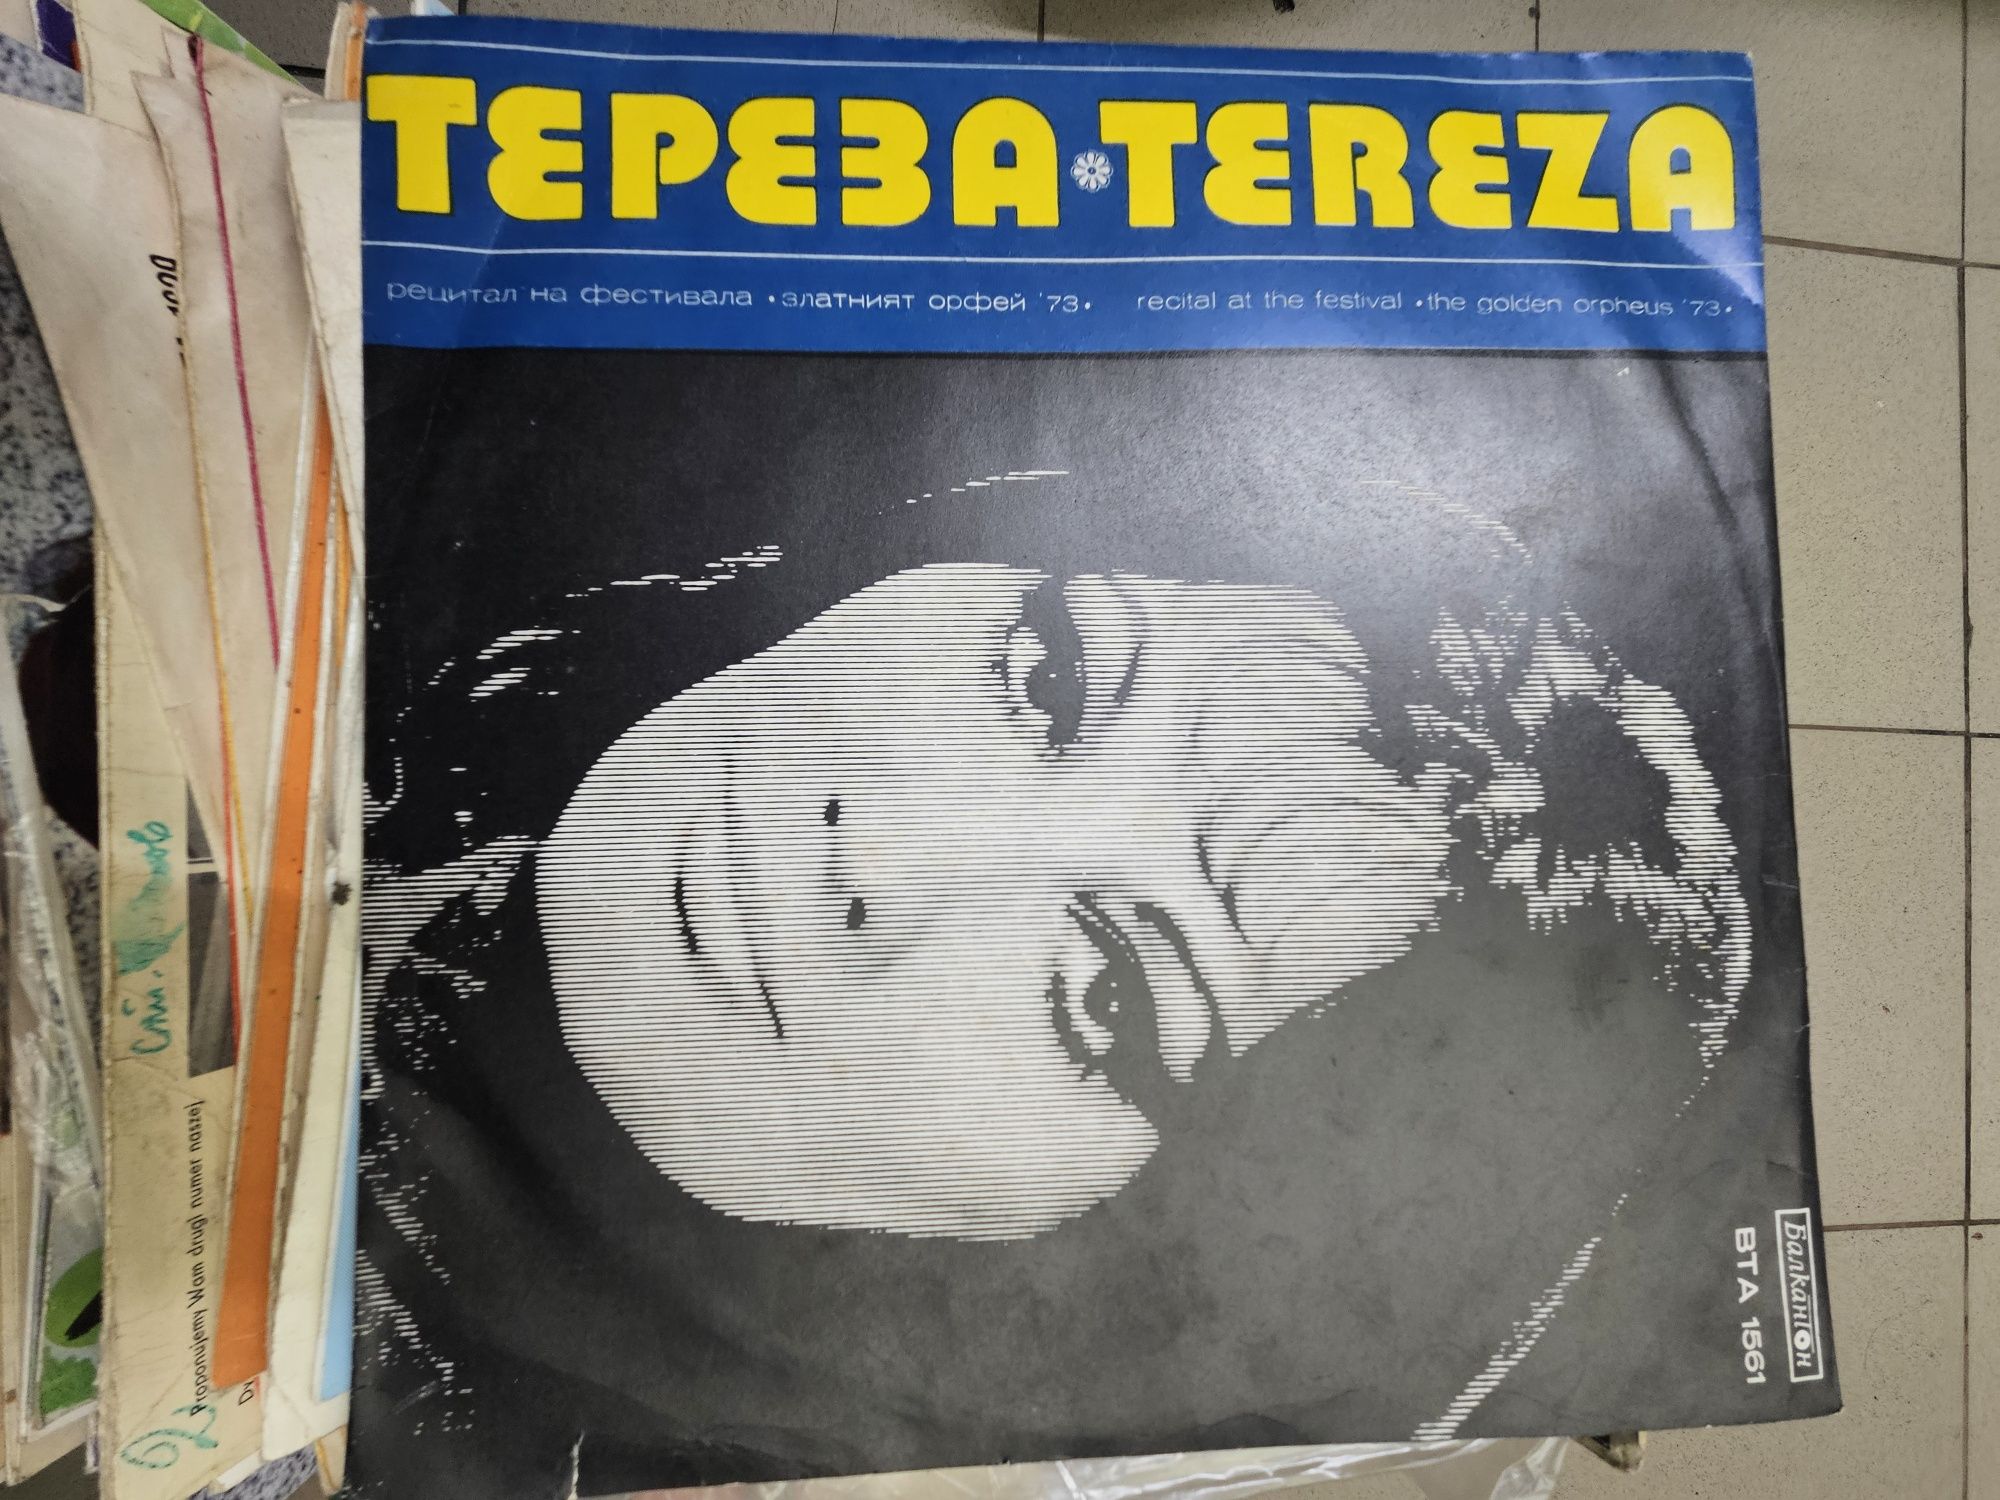 ТЕРЕЗА TEREZA
рецитал на фестивала •златният орфей '73• recital at the festival •the golden orpheus '73•
Балкантон
ВТА 1561
Proponujemy Wam drugi numer naszej